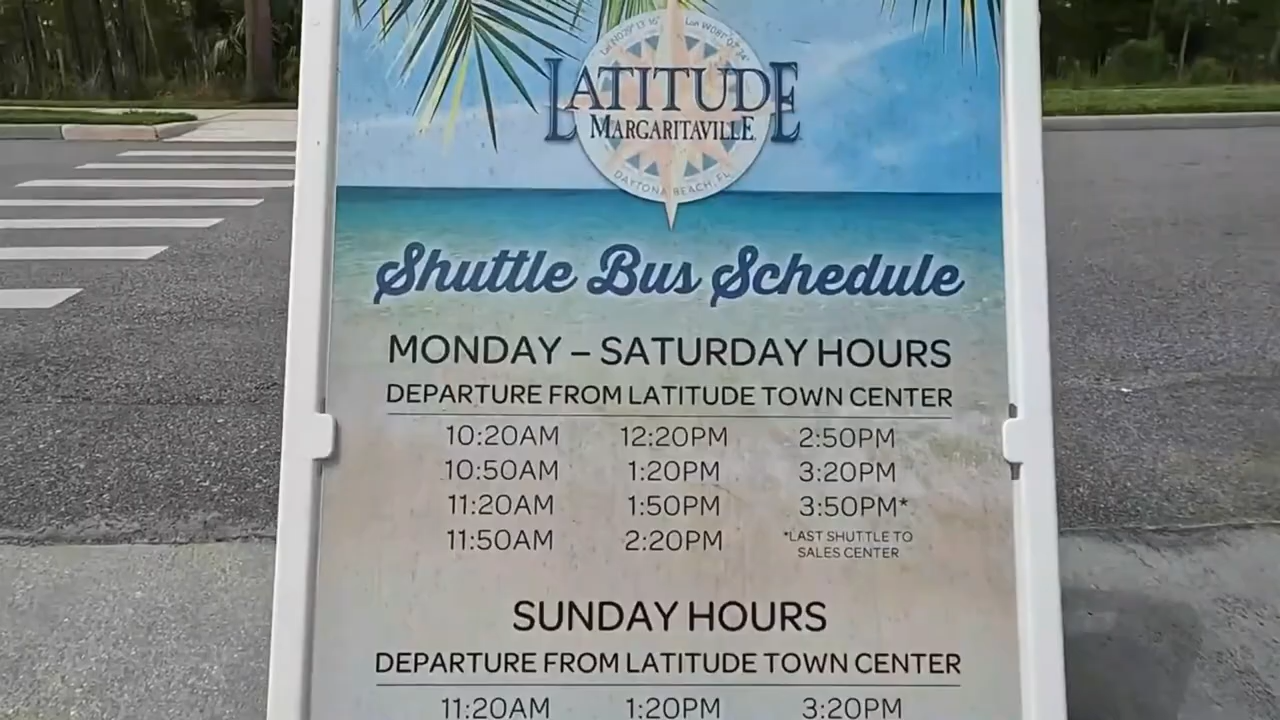 LATITUDE
MARGARITAVILLE
DAYTONA BEACH, FL
Shuttle Bus Schedule
MONDAY – SATURDAY HOURS
DEPARTURE FROM LATITUDE TOWN CENTER
10:20AM 12:20PM 2:50PM
10:50AM 1:20PM 3:20PM
11:20AM 1:50PM 3:50PM*
11:50AM 2:20PM *LAST SHUTTLE TO
SALES CENTER
SUNDAY HOURS
DEPARTURE FROM LATITUDE TOWN CENTER
11:20AM 1:20PM 3:20PM